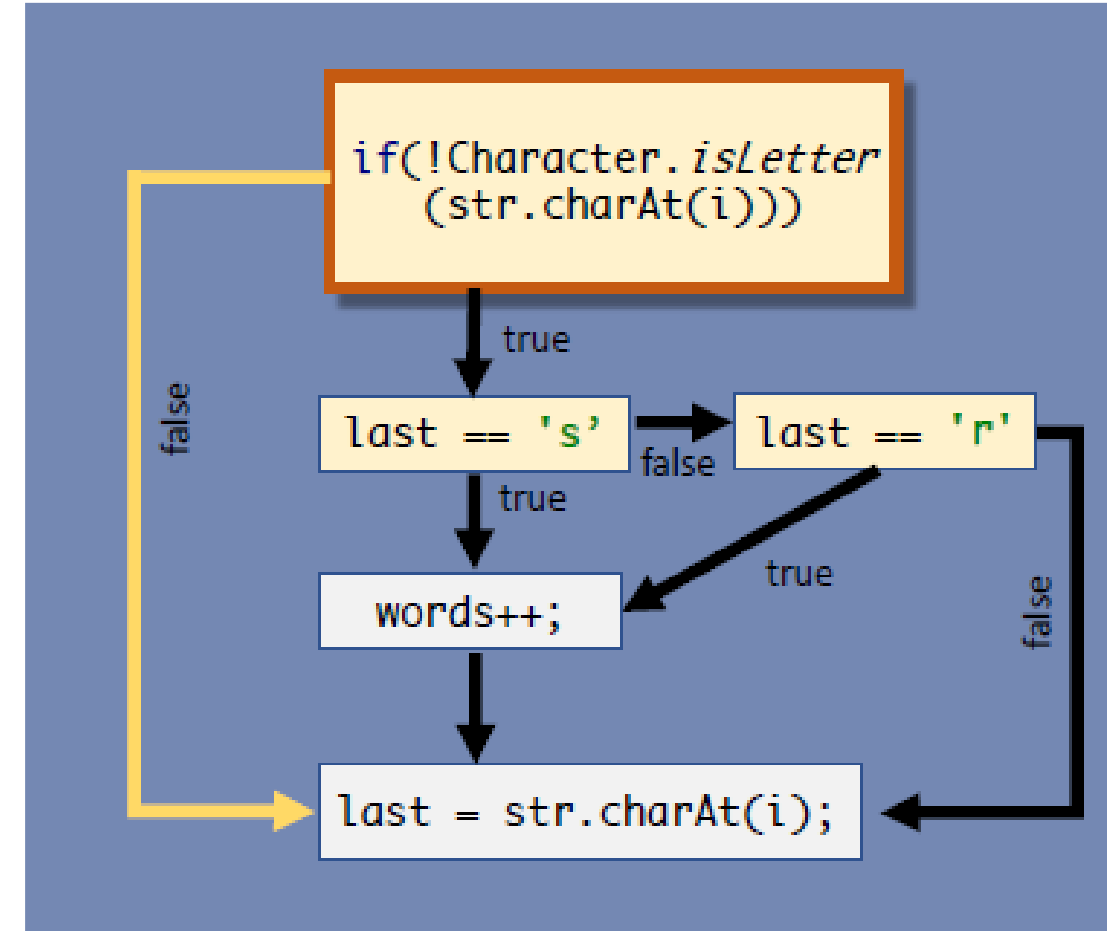 if(!Character.isLetter
(str.charAt(i)))
true
false
last == 's’
false
last == 'r'
true
true
false
words++;
last = str.charAt(i);